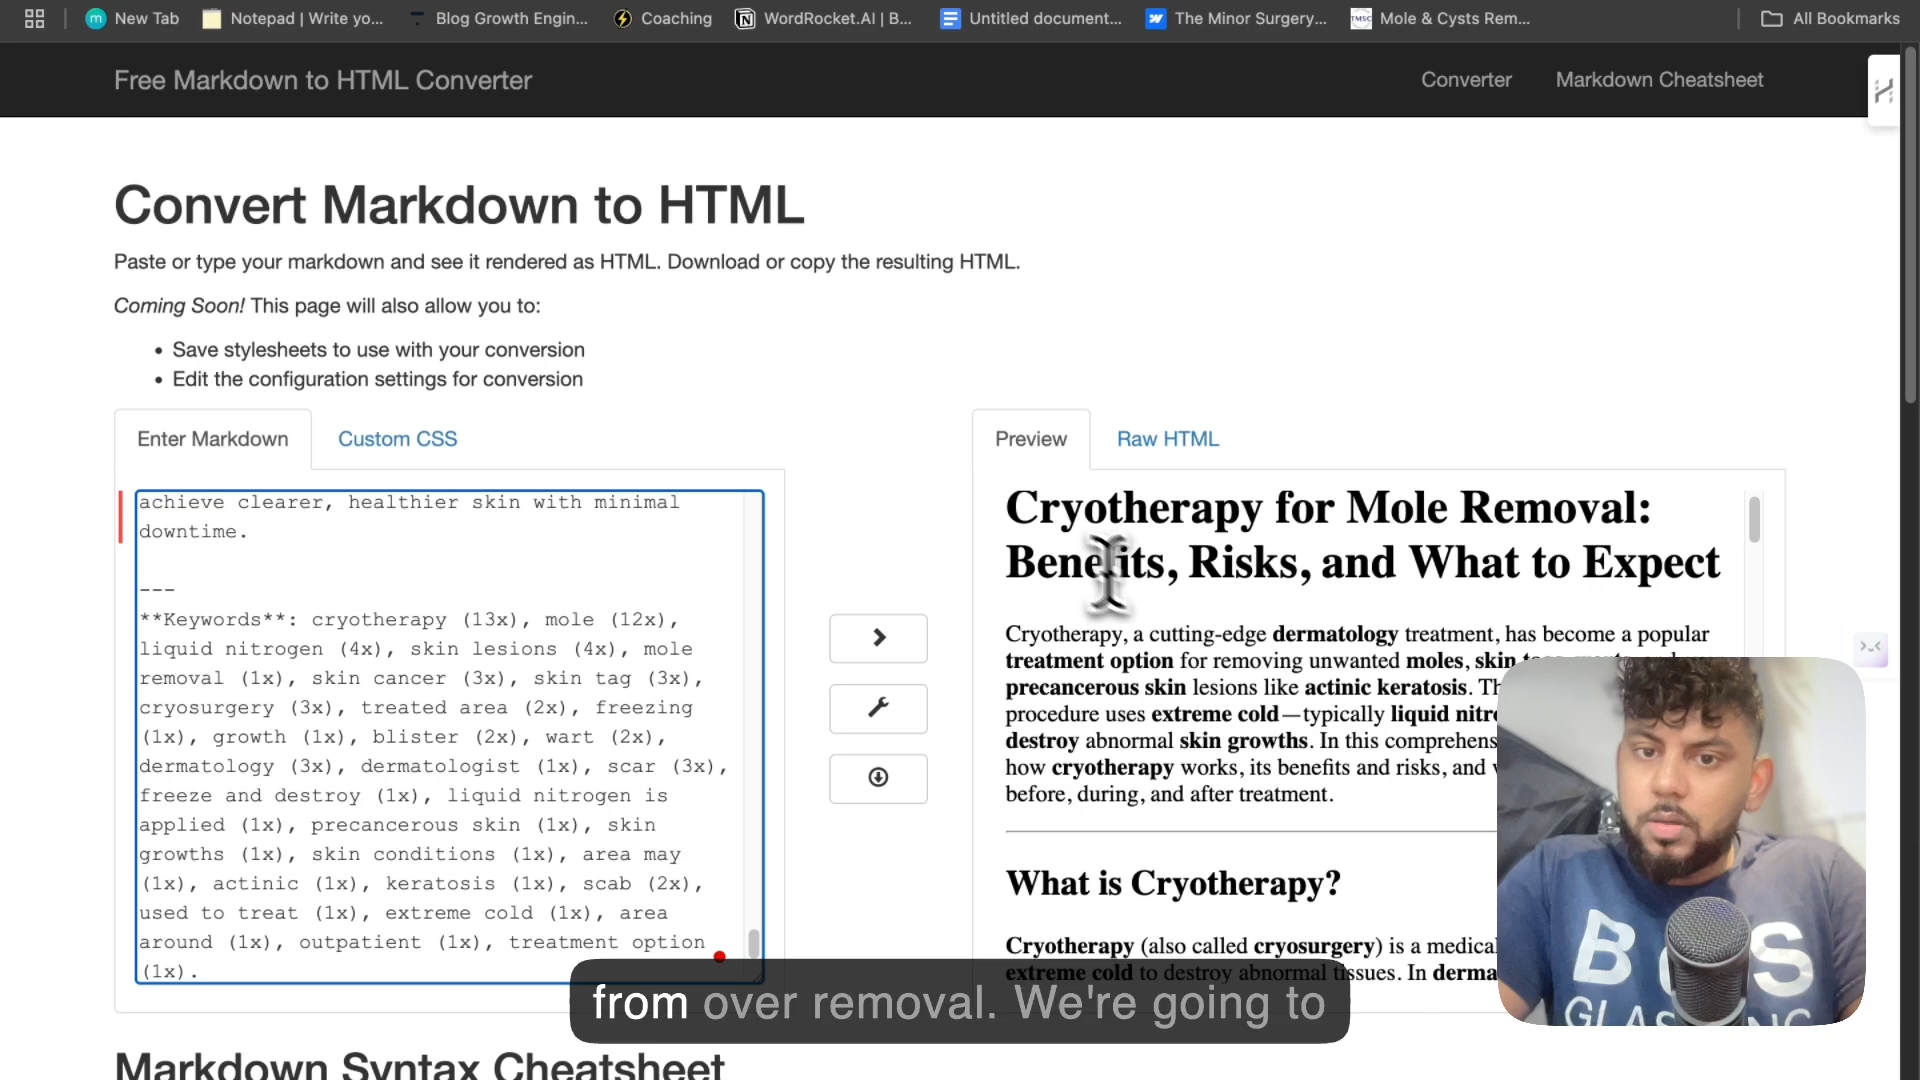 New Tab
Notepad | Write yo...
Blog Growth Engin...
Coaching
WordRocket.AI | B...
Untitled document...
The Minor Surgery...
TMSC
Mole & Cysts Rem...
All Bookmarks
Free Markdown to HTML Converter
Converter
Markdown Cheatsheet
Convert Markdown to HTML
Paste or type your markdown and see it rendered as HTML. Download or copy the resulting HTML.
Coming Soon! This page will also allow you to:
• Save stylesheets to use with your conversion
• Edit the configuration settings for conversion
Enter Markdown
Custom CSS
achieve clearer, healthier skin with minimal
downtime.
---
**Keywords**: cryotherapy (13x), mole (12x),
liquid nitrogen (4x), skin lesions (4x), mole
removal (1x), skin cancer (3x), skin tag (3x),
cryosurgery (3x), treated area (2x), freezing
(1x), growth (1x), blister (2x), wart (2x),
dermatology (3x), dermatologist (1x), scar (3x),
freeze and destroy (1x), liquid nitrogen is
applied (1x), precancerous skin (1x), skin
growths (1x), skin conditions (1x), area may
(1x), actinic (1x), keratosis (1x), scab (2x),
used to treat (1x), extreme cold (1x), area
around (1x), outpatient (1x), treatment option
(1x).
Preview
Raw HTML
Cryotherapy for Mole Removal:
Benefits, Risks, and What to Expect
Cryotherapy, a cutting-edge dermatology treatment, has become a popular
treatment option for removing unwanted moles, skin
precancerous skin lesions like actinic keratosis.
procedure uses extreme cold—typically liquid
destroy abnormal skin growths. In this
how cryotherapy works, its benefits and risks, and
before, during, and after treatment.
What is Cryotherapy?
Cryotherapy (also called cryosurgery) is a
extreme cold to destroy abnormal tissues. In
from over removal. We're going to
Markdown Syntax Cheatsheet